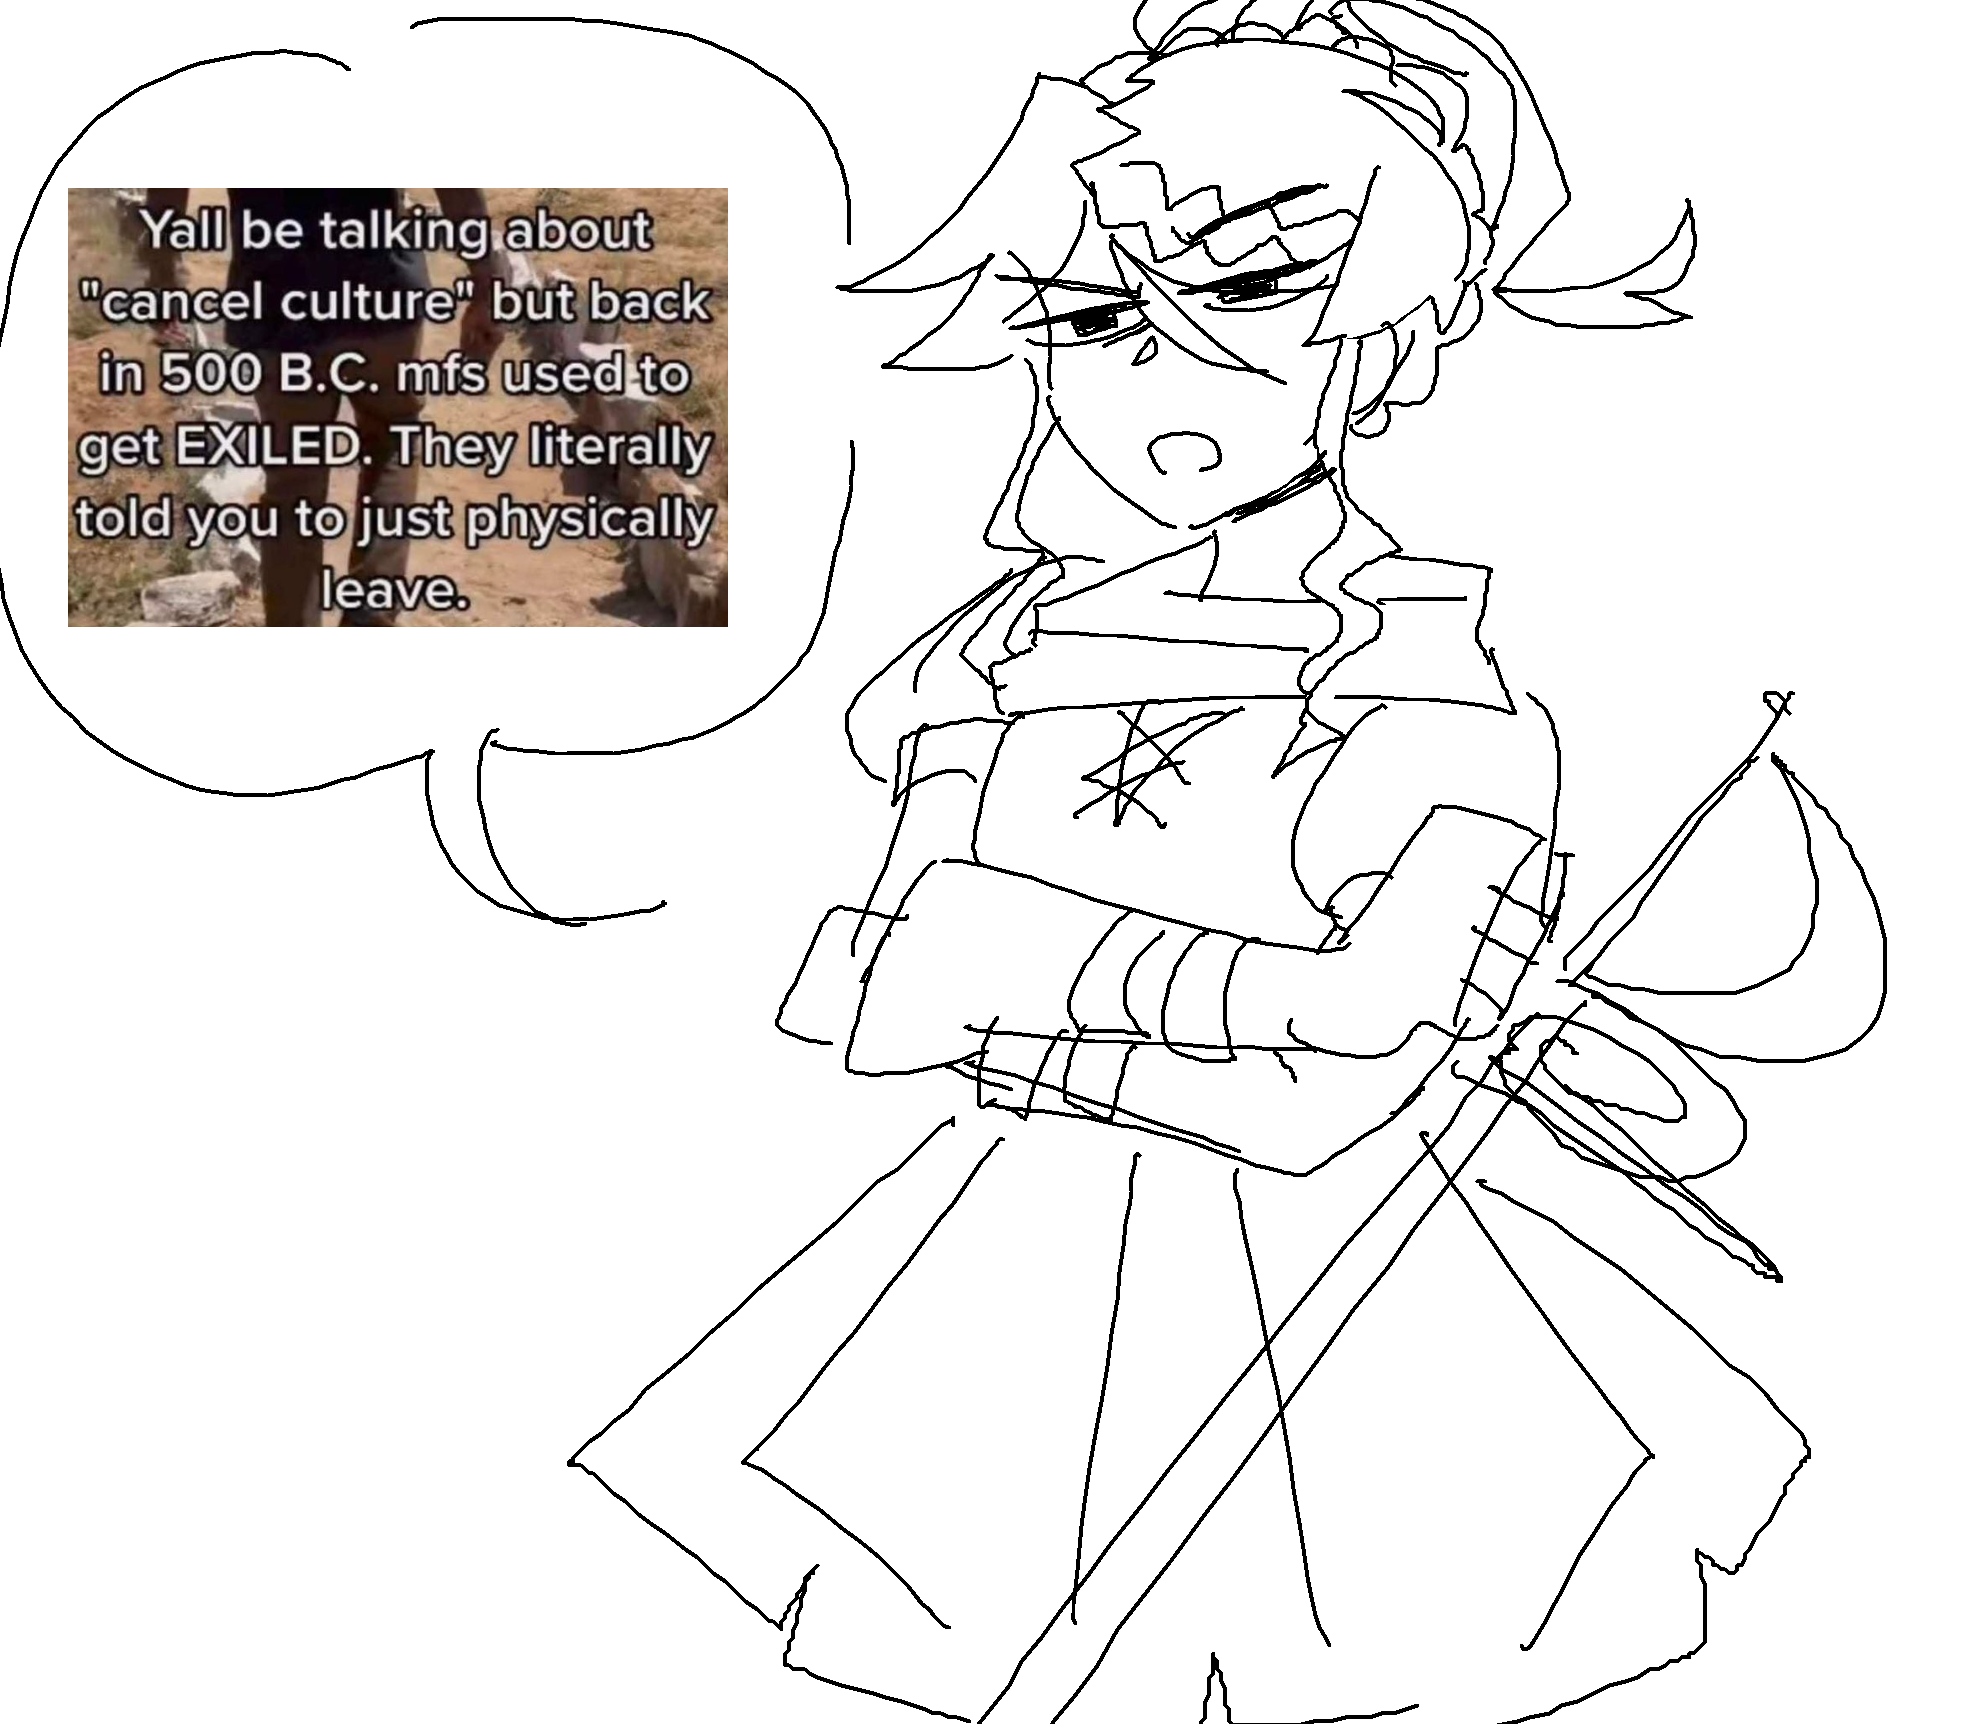 Yall be talking about
"cancel culture" but back
in 500 B.C. mfs used to
get EXILED. They literally
told you to just physically
leave.